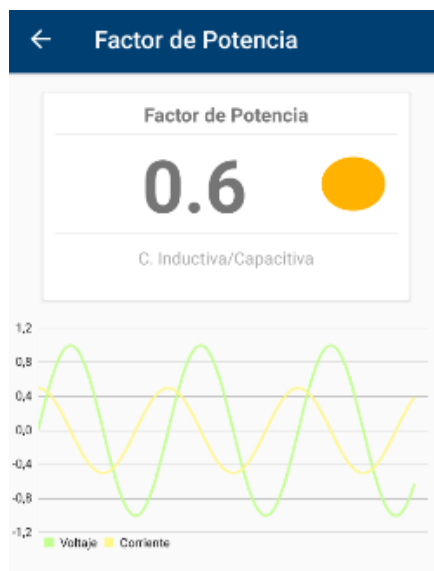 Factor de Potencia
Factor de Potencia
0.6
C. Inductiva/Capacitiva
1,2
0,8
0,4
0,0
-0,4
-0,8
-1,2
Voltaje Corriente